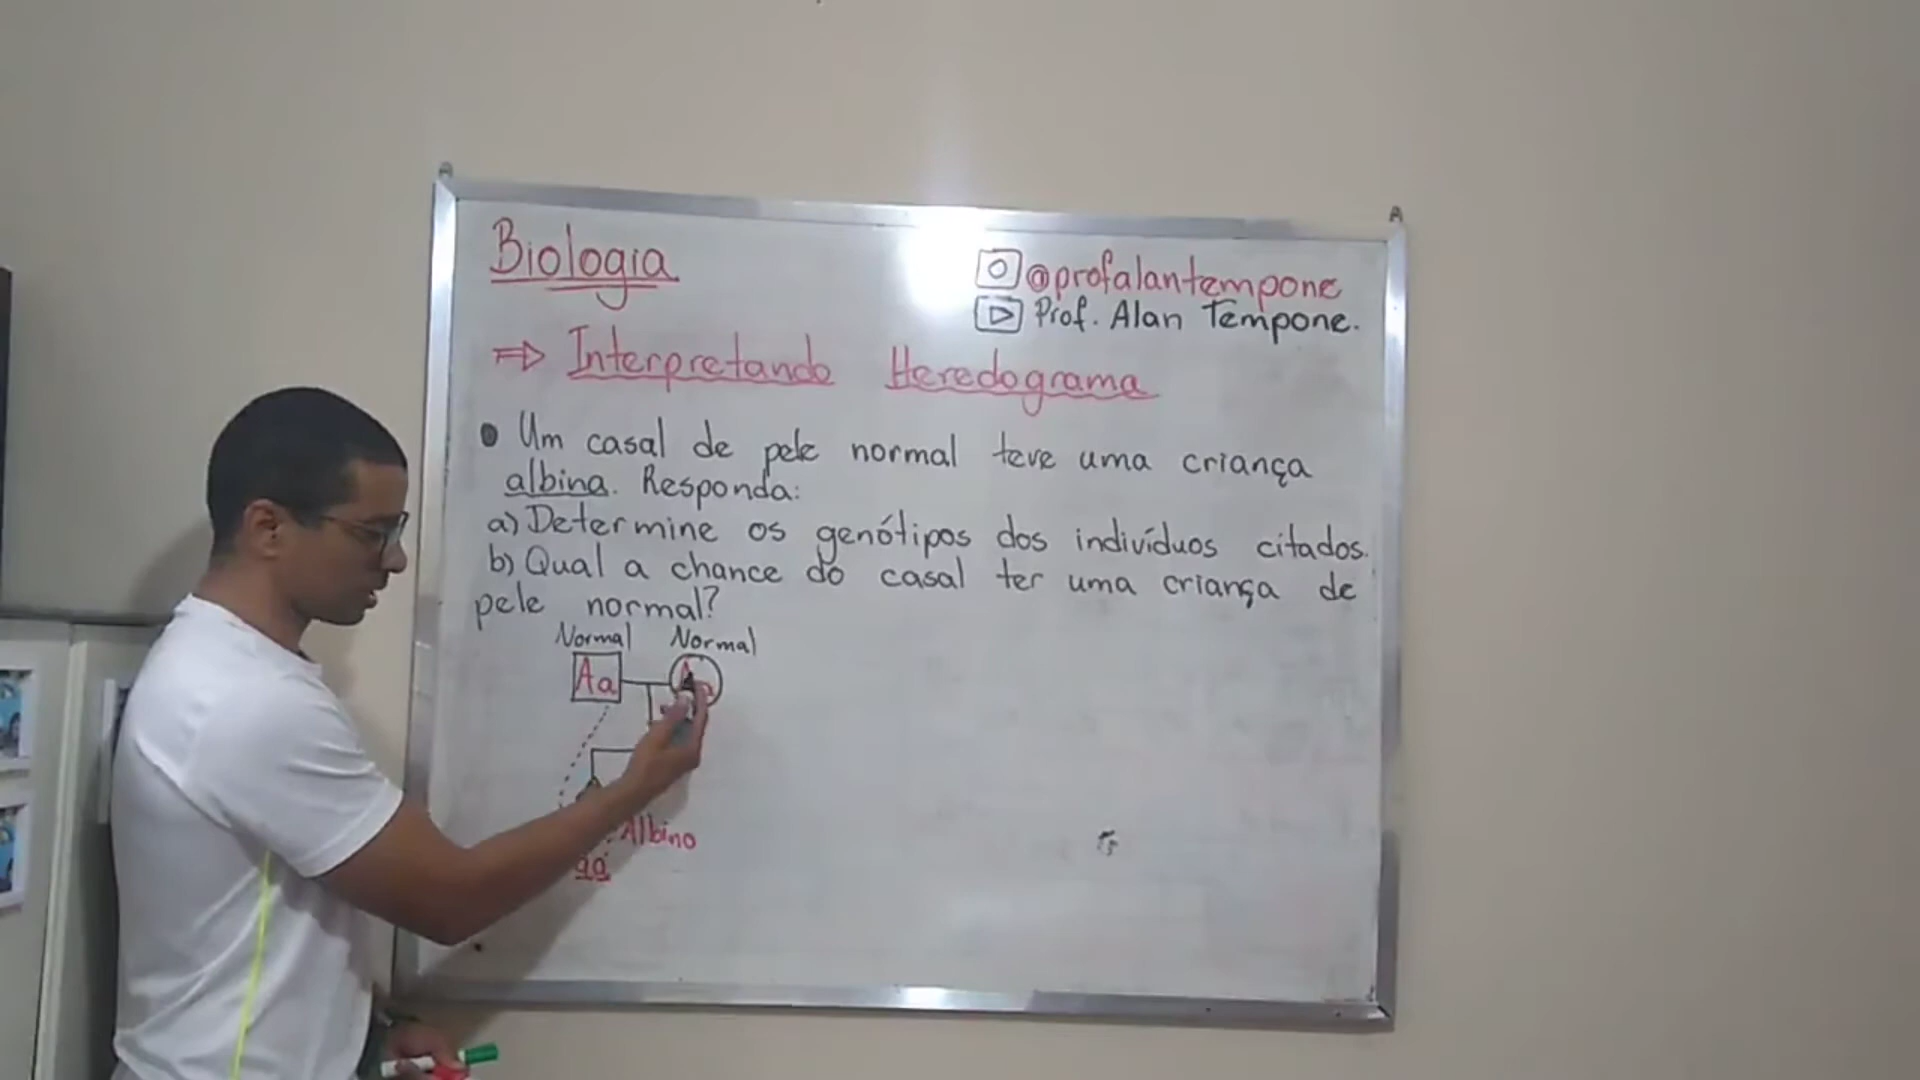 Biologia
@profalantempone
Prof. Alan Tempone.
⇒ Interpretando Heredograma
• Um casal de pele normal teve uma criança
albina. Responda:
a) Determine os genótipos dos indivíduos citados.
b) Qual a chance do casal ter uma criança de
pele normal?
Normal Normal
Aa
Albino
aa